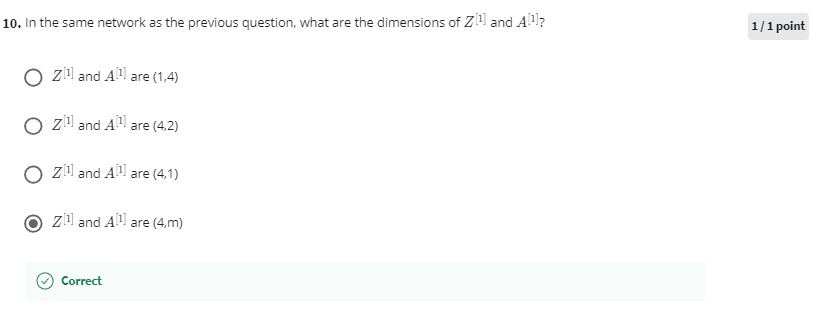 10. In the same network as the previous question, what are the dimensions of Z[1] and A[1]?
1 / 1 point
Z[1] and A[1] are (1,4)
Z[1] and A[1] are (4,2)
Z[1] and A[1] are (4,1)
Z[1] and A[1] are (4,m)
Correct